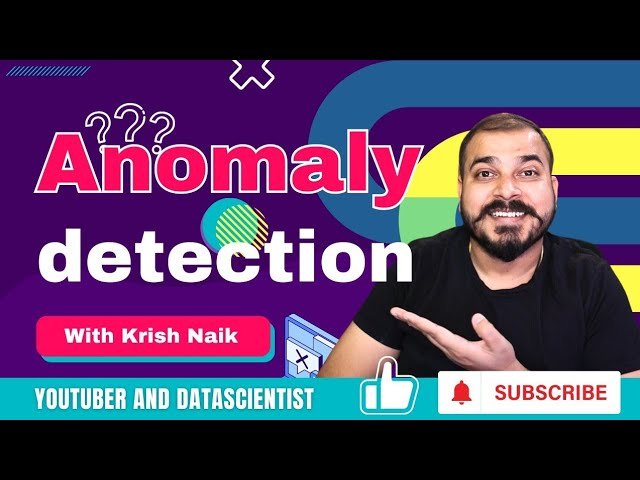 ???
Anomaly
detection
With Krish Naik
YOUTUBER AND DATASCIENTIST
SUBSCRIBE